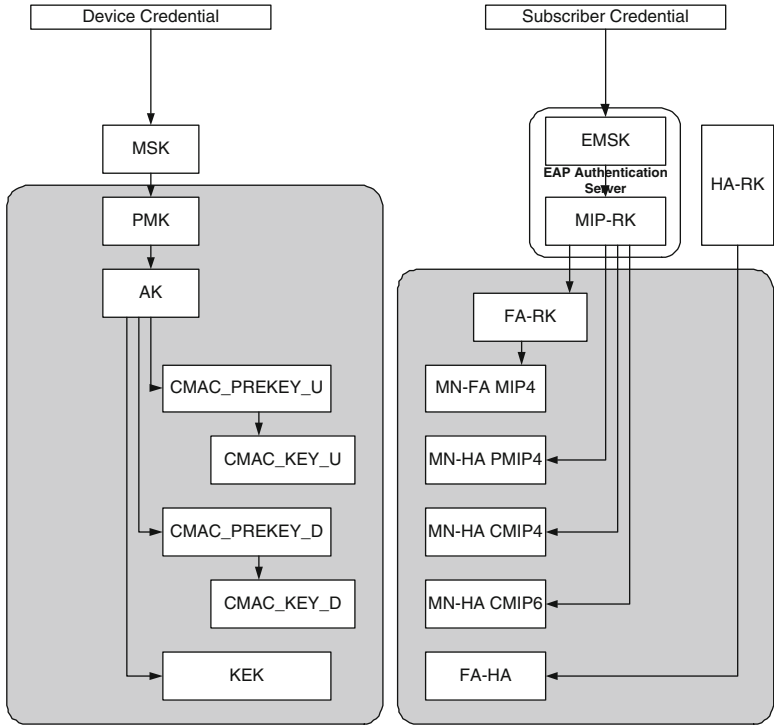 Device Credential
Subscriber Credential
MSK
EMSK
EAP Authentication
Server
HA-RK
PMK
MIP-RK
AK
FA-RK
CMAC_PREKEY_U
MN-FA MIP4
CMAC_KEY_U
MN-HA PMIP4
CMAC_PREKEY_D
MN-HA CMIP4
CMAC_KEY_D
MN-HA CMIP6
KEK
FA-HA